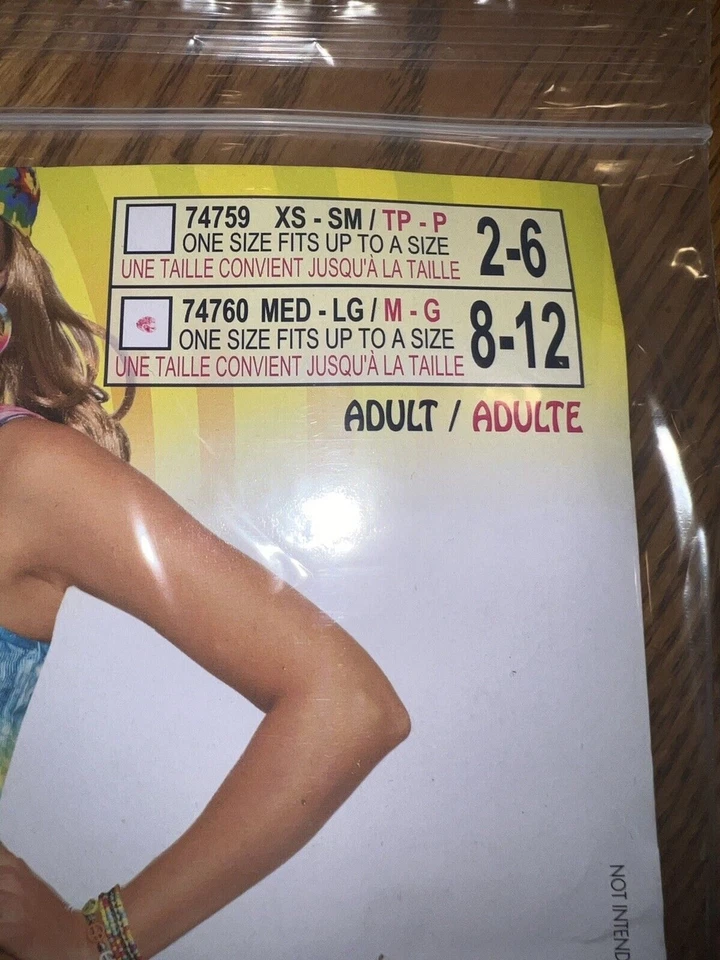 74759 XS - SM / TP - P
ONE SIZE FITS UP TO A SIZE
UNE TAILLE CONVIENT JUSQU'À LA TAILLE
2-6
74760 MED - LG / M - G
ONE SIZE FITS UP TO A SIZE
UNE TAILLE CONVIENT JUSQU'À LA TAILLE
8-12
ADULT / ADULTE
NOT INTEND